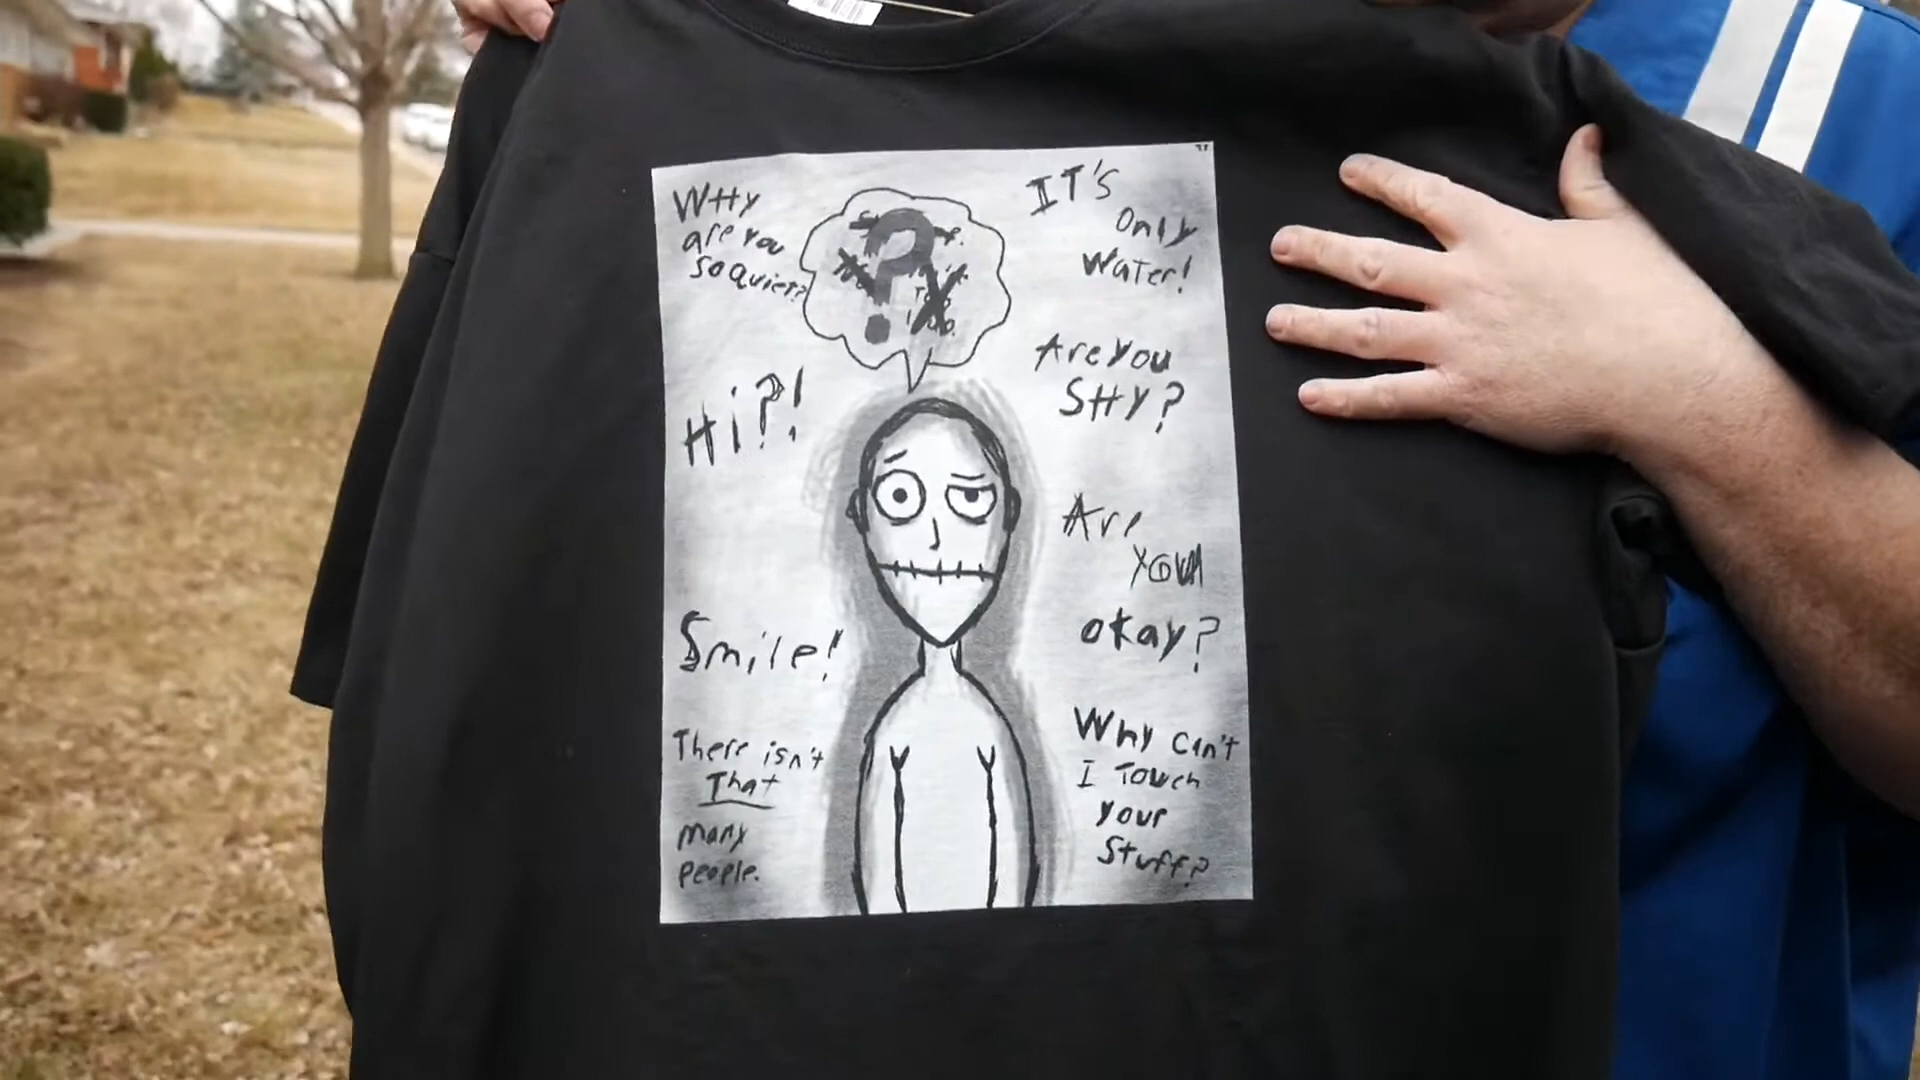 WHy
are you
so Quiet?
?
IT's
Only
Water!
Hi?!
Are you
SHy?
Are
you
okay?
Smile!
There isn't
That
many
people.
Why can't
I Touch
your
Stuff?